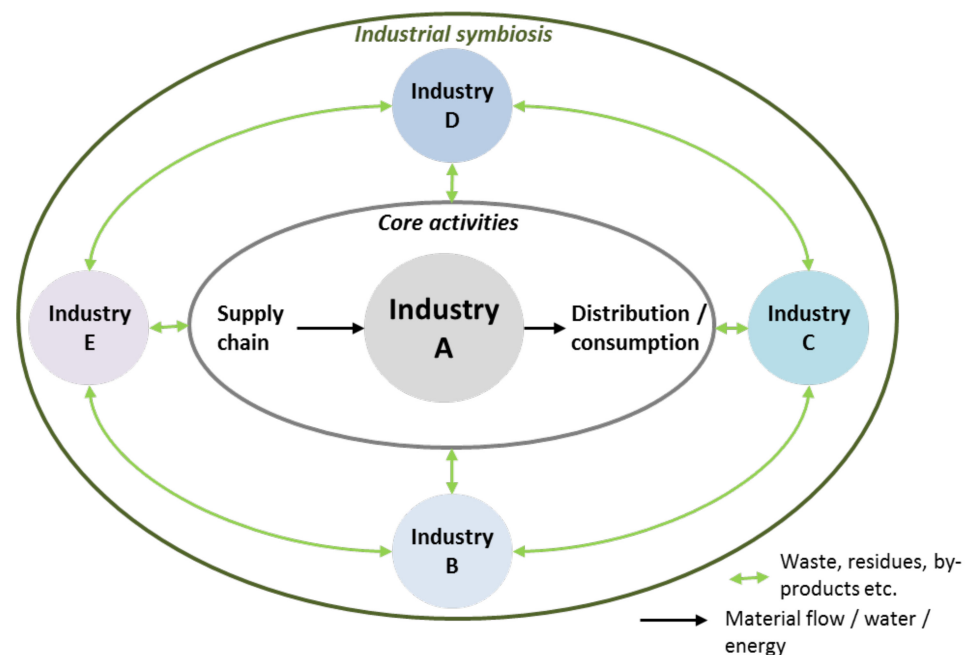 Industrial symbiosis
Industry
D
Core activities
Industry
E
Supply
chain
Industry
A
Distribution /
consumption
Industry
C
Industry
B
Waste, residues, by-
products etc.
Material flow / water /
energy